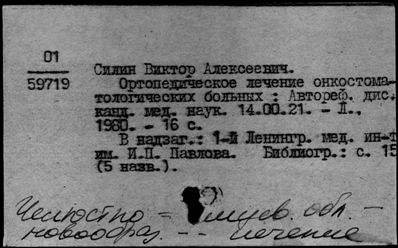 01
59719
Силин Виктор Алексеевич.
Ортопедическое лечение онкостома-
тологических больных : Автореф. дис.
канд. мед. наук. 14.00.21. - Л.,
1980. - 16 с.
В надзаг.: 1-й Ленингр. мед. ин-т
им. И.П. Павлова. Библиогр.: с. 15
(5 назв.).
Челюстно = лицев. обл. -
новообраз. -- лечение